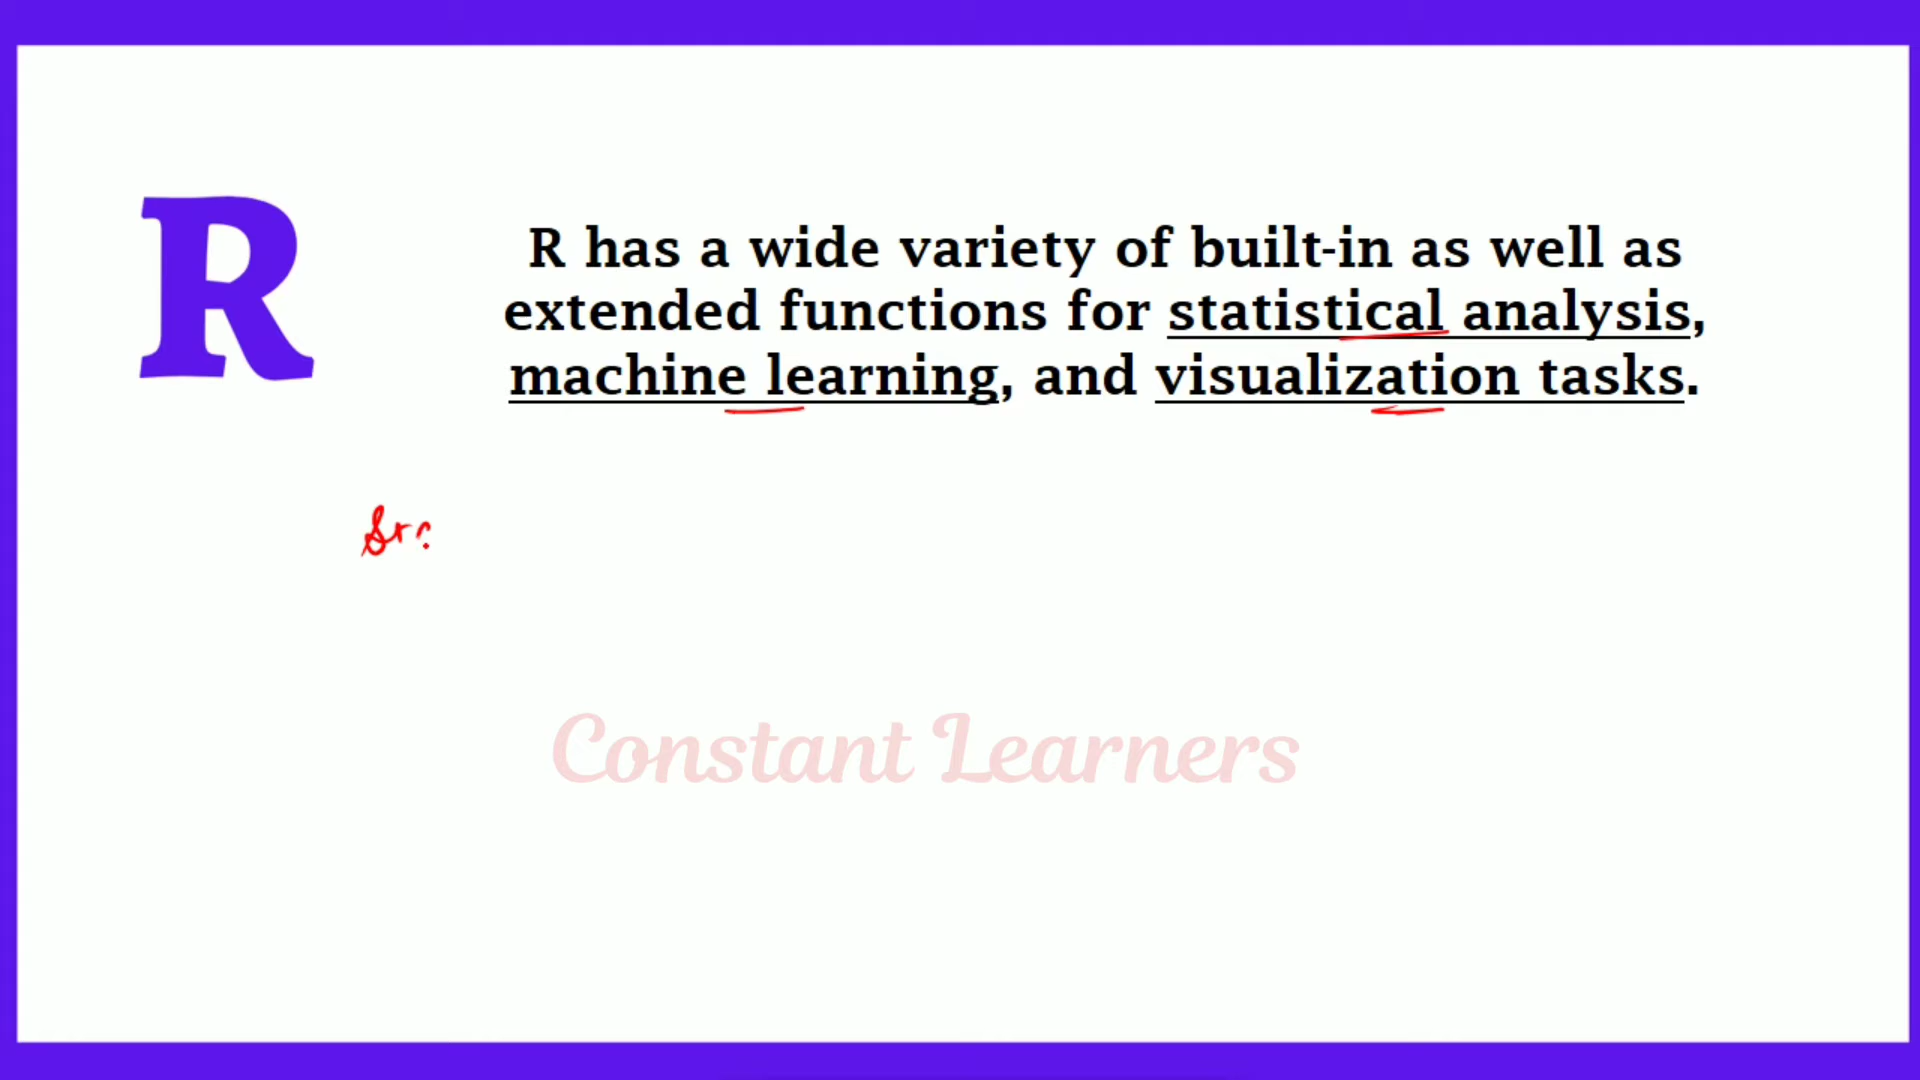 R
R has a wide variety of built-in as well as
extended functions for statistical analysis,
machine learning, and visualization tasks.
Constant Learners